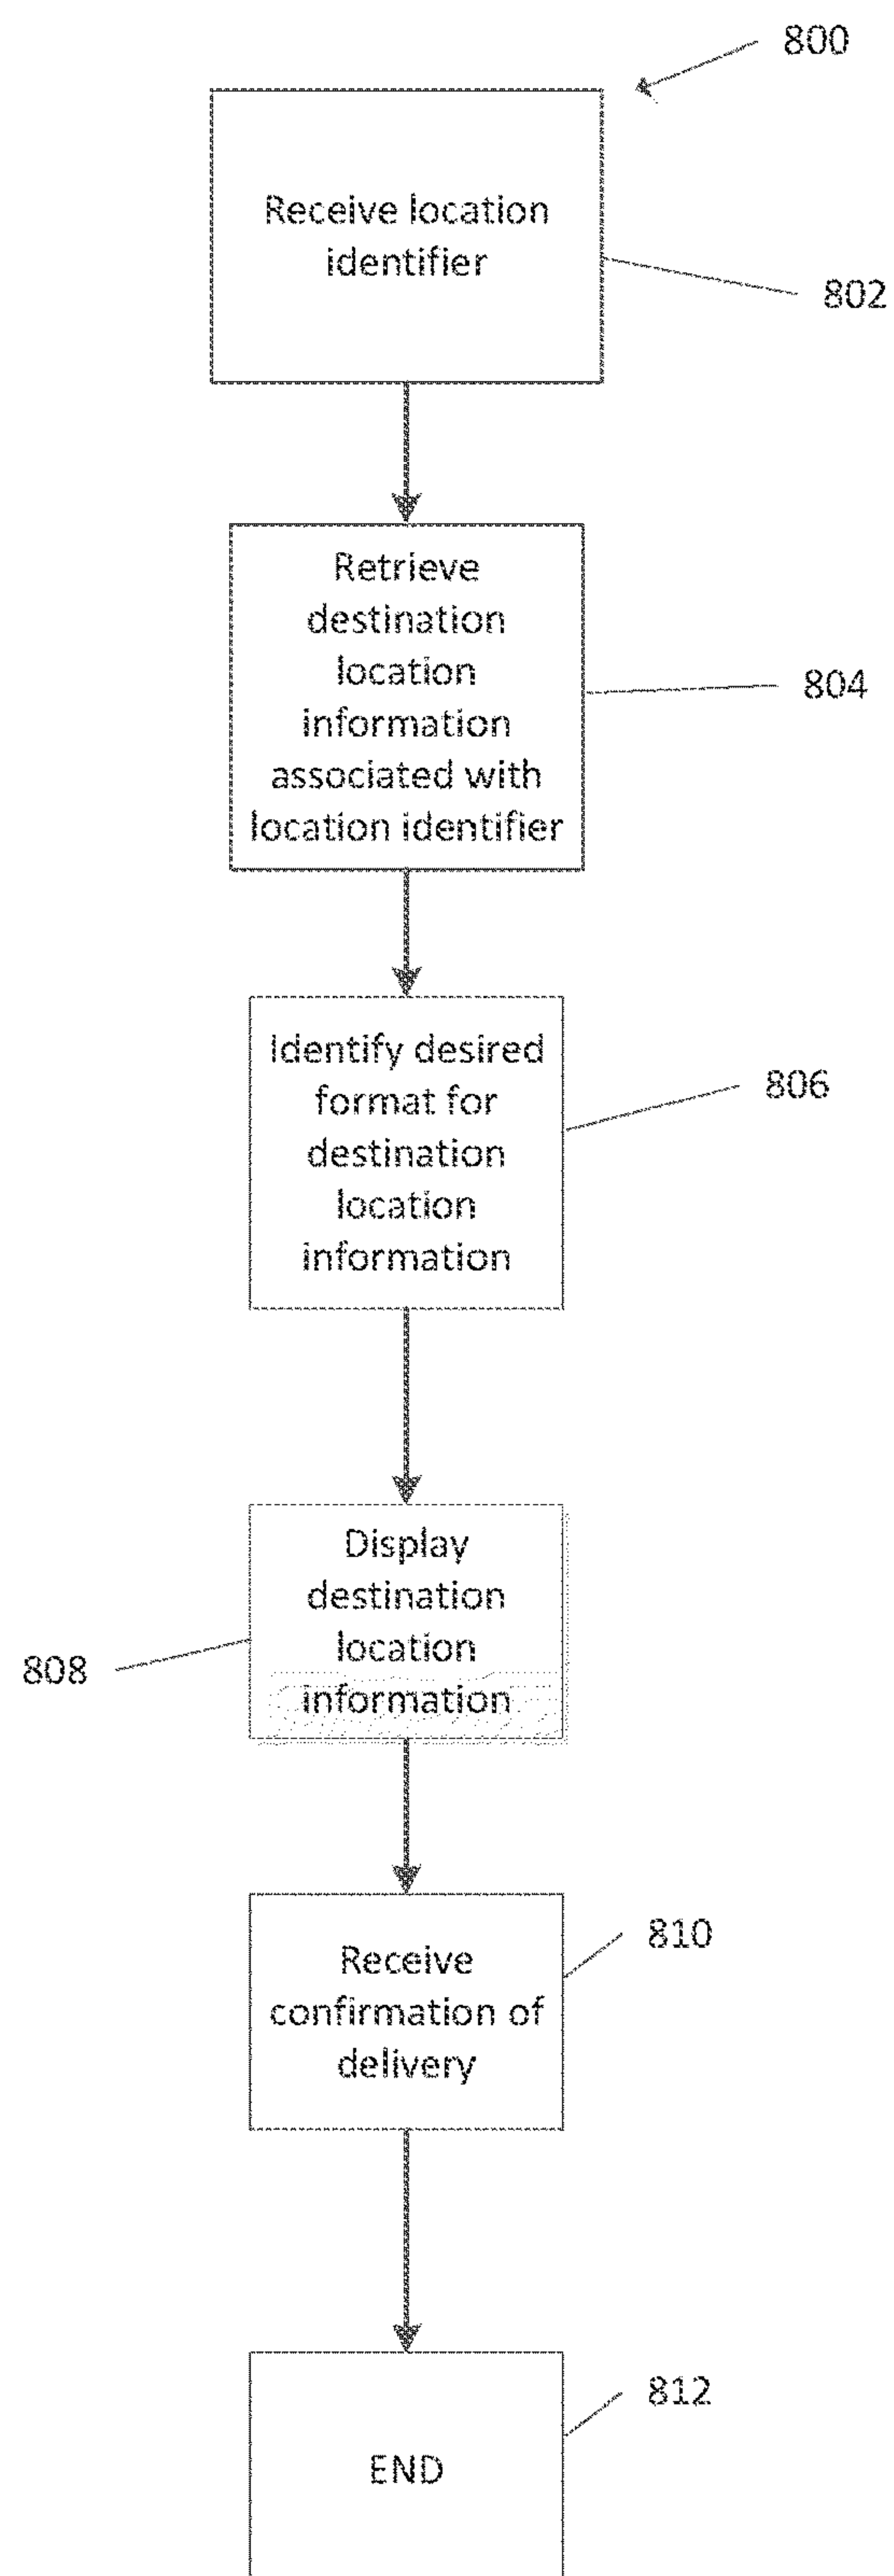 800
Receive location
identifier
802
Retrieve
destination
location
information
associated with
location identifier
804
Identify desired
format for
destination
location
information
806
Display
destination
location
information
808
Receive
confirmation of
delivery
810
END
812